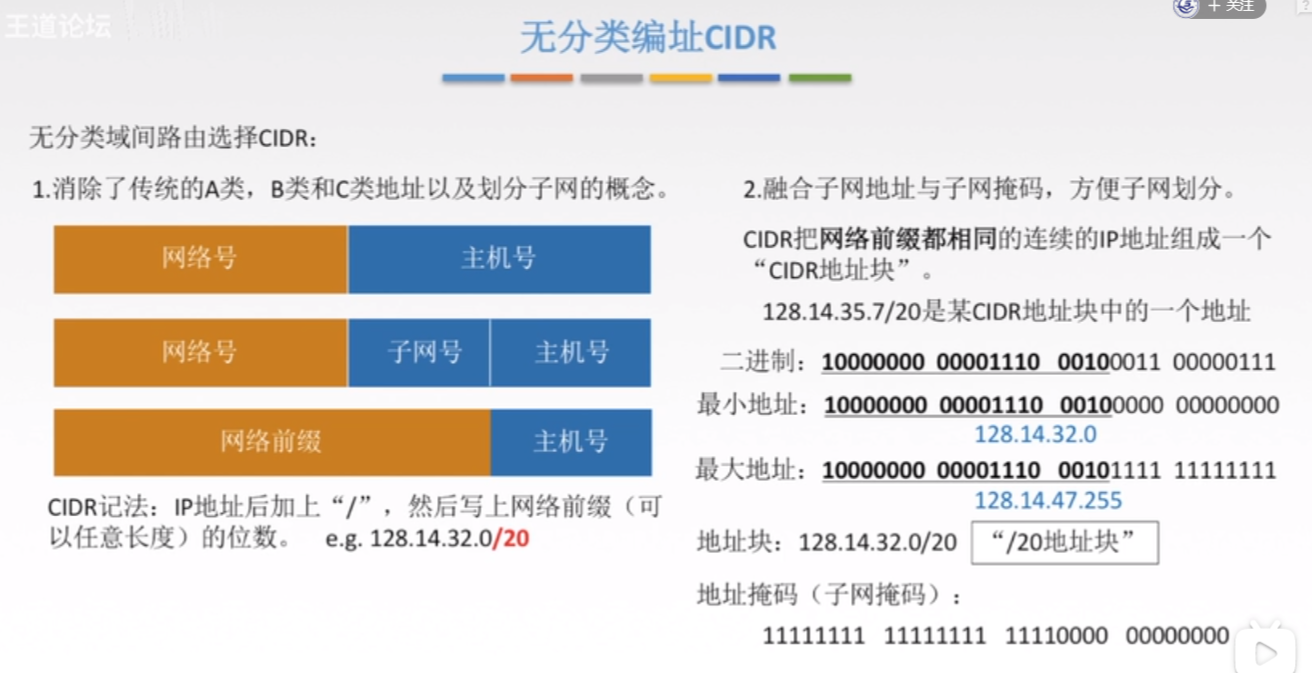 王道论坛
+ 关注
无分类编址CIDR
无分类域间路由选择CIDR：
1.消除了传统的A类，B类和C类地址以及划分子网的概念。
网络号 主机号
网络号 子网号 主机号
网络前缀 主机号
CIDR记法：IP地址后加上“/”，然后写上网络前缀（可
以任意长度）的位数。 e.g. 128.14.32.0/20
2.融合子网地址与子网掩码，方便子网划分。
CIDR把网络前缀都相同的连续的IP地址组成一个
“CIDR地址块”。
128.14.35.7/20是某CIDR地址块中的一个地址
二进制：10000000 00001110 00100011 00000111
最小地址：10000000 00001110 00100000 00000000
128.14.32.0
最大地址：10000000 00001110 00101111 11111111
128.14.47.255
地址块：128.14.32.0/20 “/20地址块”
地址掩码（子网掩码）：
11111111 11111111 11110000 00000000